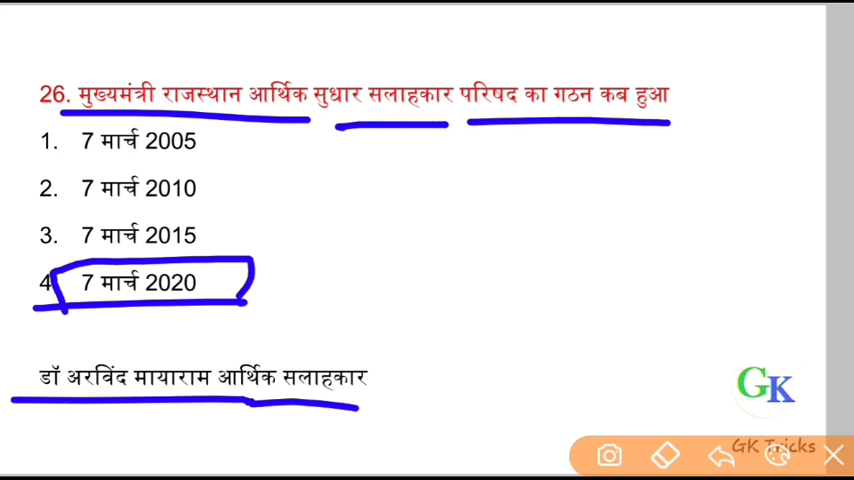 26. मुख्यमंत्री राजस्थान आर्थिक सुधार सलाहकार परिषद का गठन कब हुआ
1. 7 मार्च 2005
2. 7 मार्च 2010
3. 7 मार्च 2015
4 7 मार्च 2020
डॉ अरविंद मायाराम आर्थिक सलाहकार
GK
GK Tricks